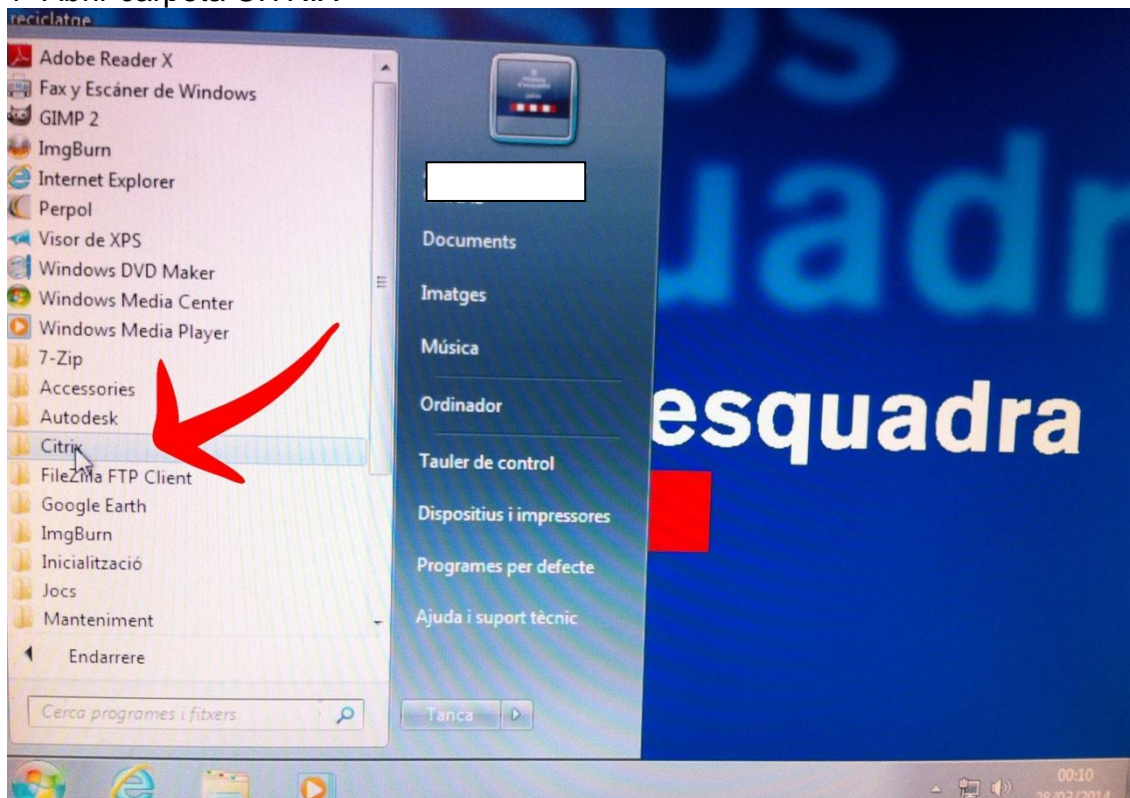 reciclatge
Adobe Reader X
Fax y Escáner de Windows
GIMP 2
ImgBurn
Internet Explorer
Perpol
Visor de XPS
Windows DVD Maker
Windows Media Center
Windows Media Player
7-Zip
Accessories
Autodesk
Citrix
FileZilla FTP Client
Google Earth
ImgBurn
Inicialització
Jocs
Manteniment
Endarrere
Cerca programes i fitxers
Documents
Imatges
Música
Ordinador
Tauler de control
Dispositius i impressores
Programes per defecte
Ajuda i suport tècnic
Tanca
esquadra
00:10